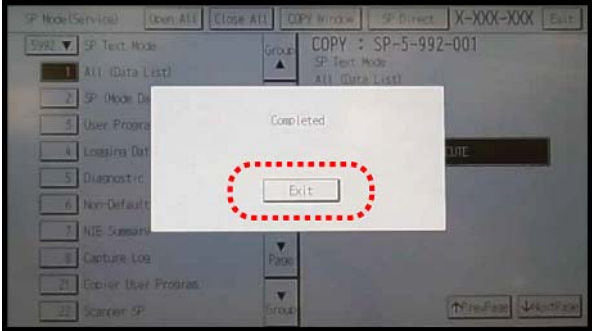 SP Mode(Service) Open All Close All COPY Window SP Direct X-XXX-XXX Exit
5992 ▼ SP Text Mode
Group
COPY : SP-5-992-001
SP Text Mode
All (Data List)
1 All (Data List)
2 SP (Mode Da
3 User Progra
4 Logging Dat
5 Diagnostic
6 Non-Default
7 NIB Summary
8 Capture Log
21 Copier User Program
22 Scanner SP
Page
Group
Completed
Exit
CUTE
↑PrevPage ↓NextPage